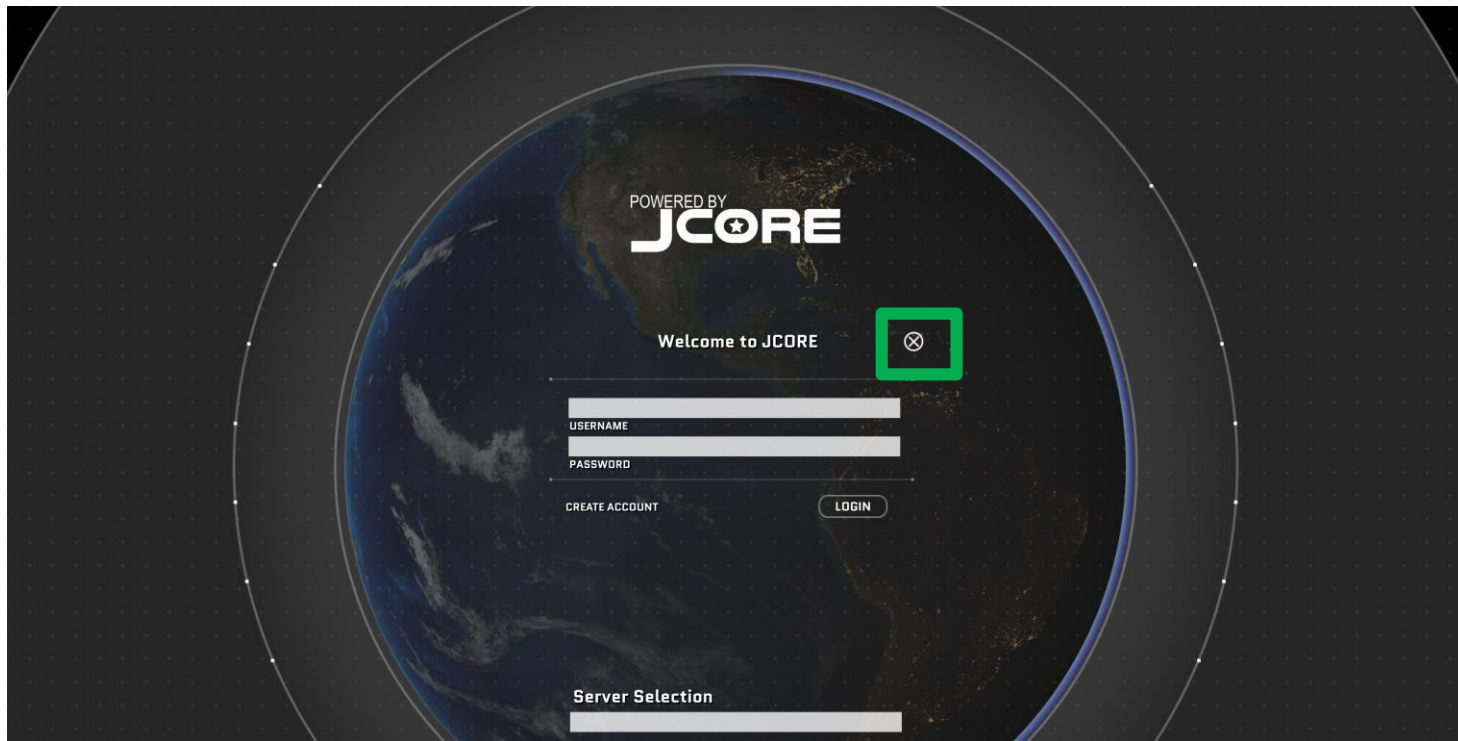 POWERED BY
JCORE
Welcome to JCORE
USERNAME
PASSWORD
CREATE ACCOUNT
LOGIN
Server Selection